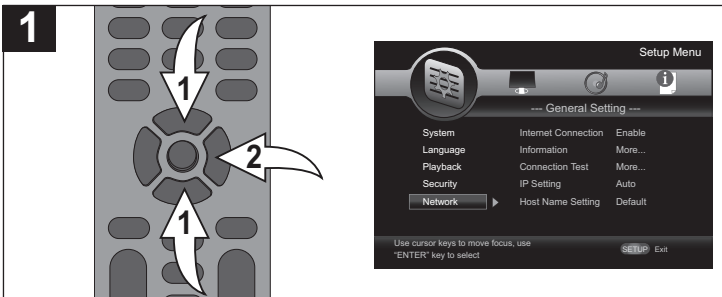 1
1
2
1
Setup Menu
--- General Setting ---
System Internet Connection Enable
Language Information More...
Playback Connection Test More...
Security IP Setting Auto
Network Host Name Setting Default
Use cursor keys to move focus, use
“ENTER” key to select
SETUP Exit